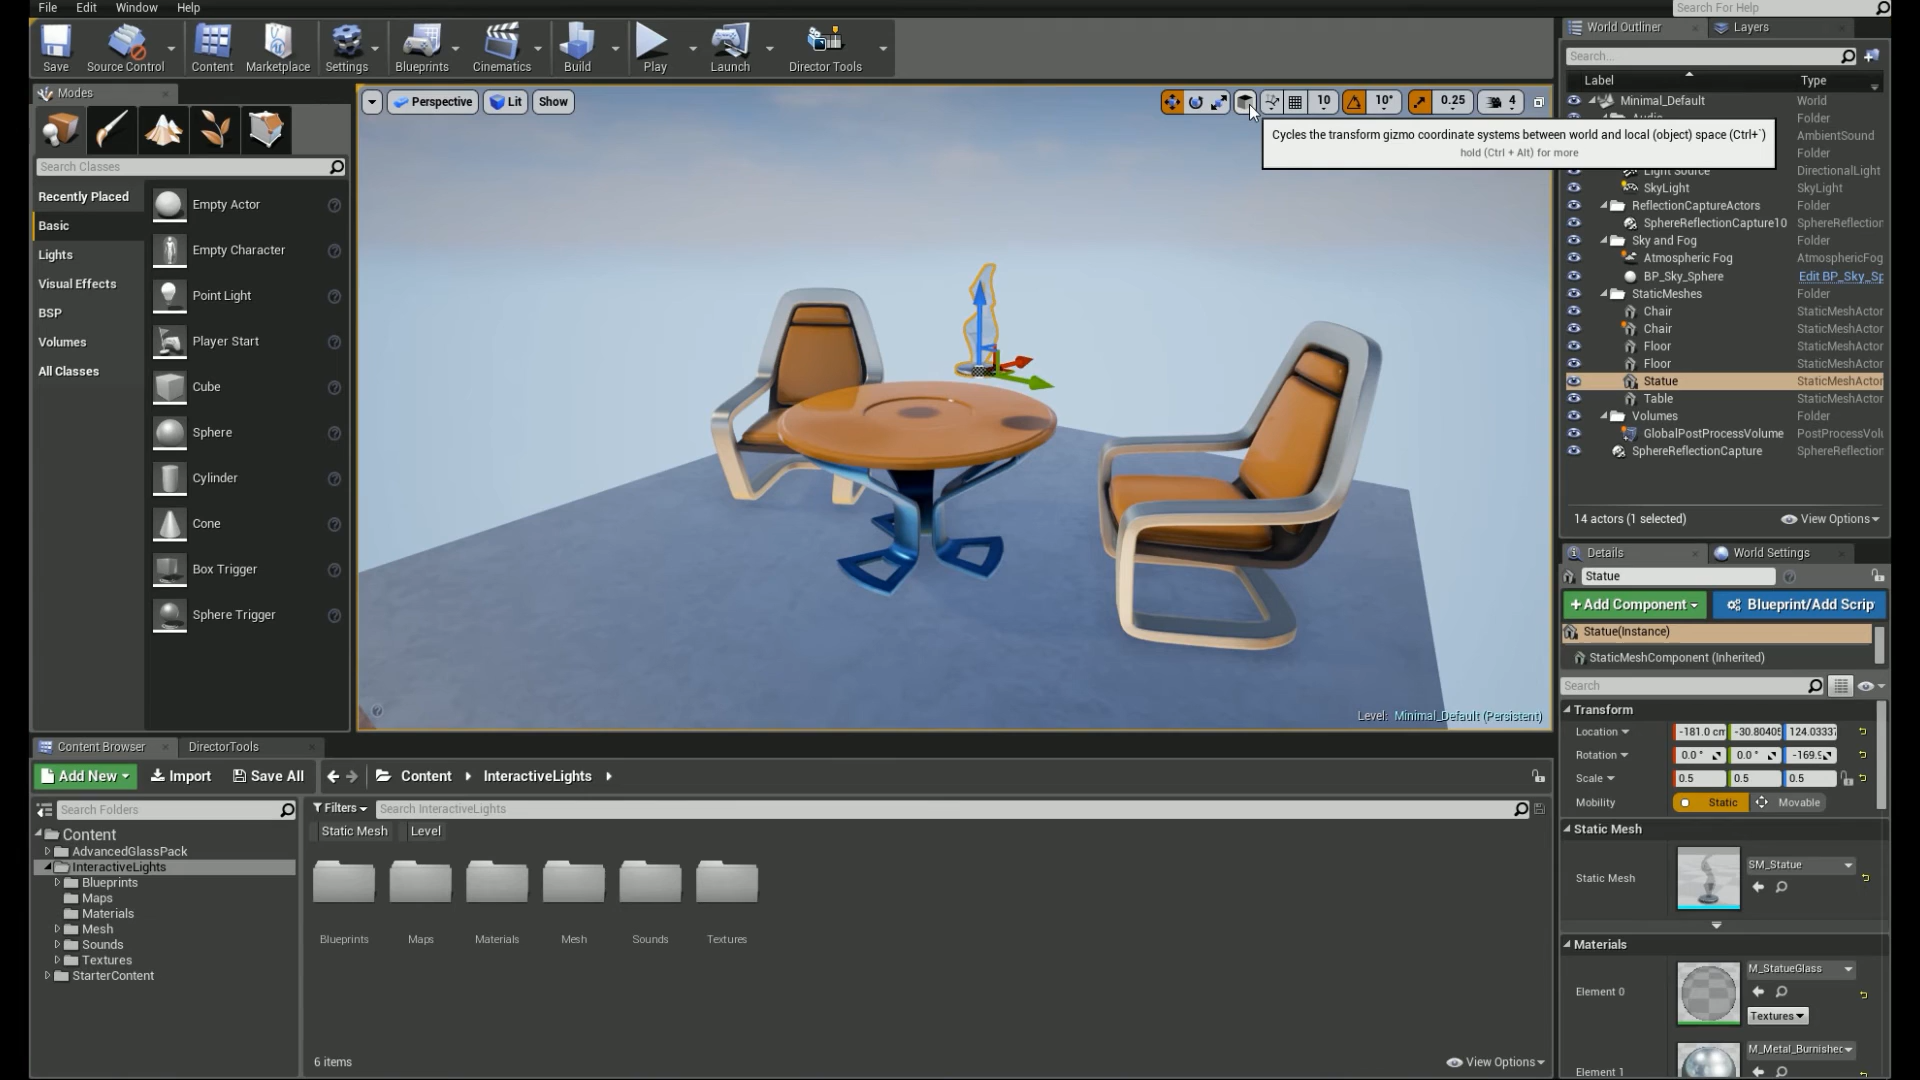 File Edit Window Help
Search For Help
Save Source Control Content Marketplace Settings Blueprints Cinematics Build Play Launch Director Tools
World Outliner Layers
Search...
Label Type
Modes
Perspective Lit Show
10 10° 0.25 4
Cycles the transform gizmo coordinate systems between world and local (object) space (Ctrl+`)
hold (Ctrl + Alt) for more
Search Classes
Recently Placed
Basic
Lights
Visual Effects
BSP
Volumes
All Classes
Empty Actor
Empty Character
Point Light
Player Start
Cube
Sphere
Cylinder
Cone
Box Trigger
Sphere Trigger
Level: Minimal_Default (Persistent)
Minimal_Default World
Folder
AmbientSound
Folder
Light Source DirectionalLight
SkyLight SkyLight
ReflectionCaptureActors Folder
SphereReflectionCapture10 SphereReflection
Sky and Fog Folder
Atmospheric Fog AtmosphericFog
BP_Sky_Sphere Edit BP_Sky_Sp
StaticMeshes Folder
Chair StaticMeshActor
Chair StaticMeshActor
Floor StaticMeshActor
Floor StaticMeshActor
Statue StaticMeshActor
Table StaticMeshActor
Volumes Folder
GlobalPostProcessVolume PostProcessVolu
SphereReflectionCapture SphereReflection
14 actors (1 selected) View Options
Details World Settings
Statue
+Add Component Blueprint/Add Scrip
Statue(Instance)
StaticMeshComponent (Inherited)
Search
Transform
Location -181.0 cm -30.80405 124.03337
Rotation 0.0° 0.0° -169.9
Scale 0.5 0.5 0.5
Mobility Static Movable
Static Mesh
Static Mesh SM_Statue
Materials
Element 0 M_StatueGlass
Textures
Element 1 M_Metal_Burnished
Content Browser DirectorTools
Add New Import Save All Content InteractiveLights
Search Folders
Filters Search InteractiveLights
Static Mesh Level
Content
AdvancedGlassPack
InteractiveLights
Blueprints
Maps
Materials
Mesh
Sounds
Textures
StarterContent
Blueprints Maps Materials Mesh Sounds Textures
6 items View Options